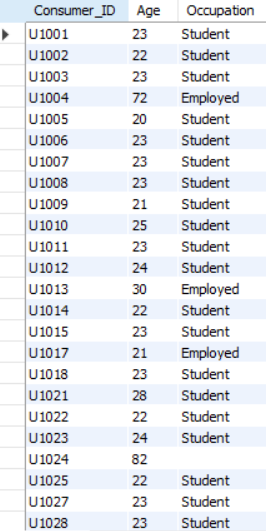 Consumer_ID Age Occupation
U1001 23 Student
U1002 22 Student
U1003 23 Student
U1004 72 Employed
U1005 20 Student
U1006 23 Student
U1007 23 Student
U1008 23 Student
U1009 21 Student
U1010 25 Student
U1011 23 Student
U1012 24 Student
U1013 30 Employed
U1014 22 Student
U1015 23 Student
U1017 21 Employed
U1018 23 Student
U1021 28 Student
U1022 22 Student
U1023 24 Student
U1024 82
U1025 22 Student
U1027 23 Student
U1028 23 Student